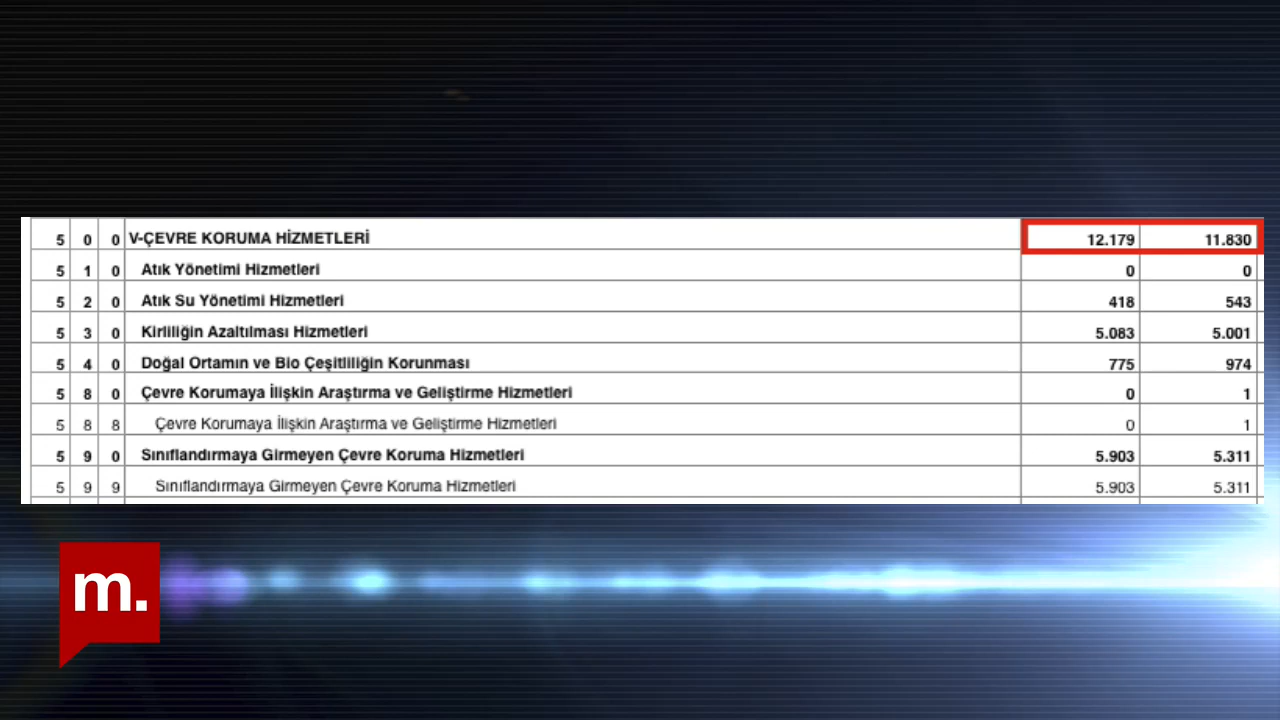 5 0 0 V-ÇEVRE KORUMA HİZMETLERİ 12.179 11.830
5 1 0 Atık Yönetimi Hizmetleri 0 0
5 2 0 Atık Su Yönetimi Hizmetleri 418 543
5 3 0 Kirliliğin Azaltılması Hizmetleri 5.083 5.001
5 4 0 Doğal Ortamın ve Bio Çeşitliliğin Korunması 775 974
5 8 0 Çevre Korumaya İlişkin Araştırma ve Geliştirme Hizmetleri 0 1
5 8 8 Çevre Korumaya İlişkin Araştırma ve Geliştirme Hizmetleri 0 1
5 9 0 Sınıflandırmaya Girmeyen Çevre Koruma Hizmetleri 5.903 5.311
5 9 9 Sınıflandırmaya Girmeyen Çevre Koruma Hizmetleri 5.903 5.311
m.